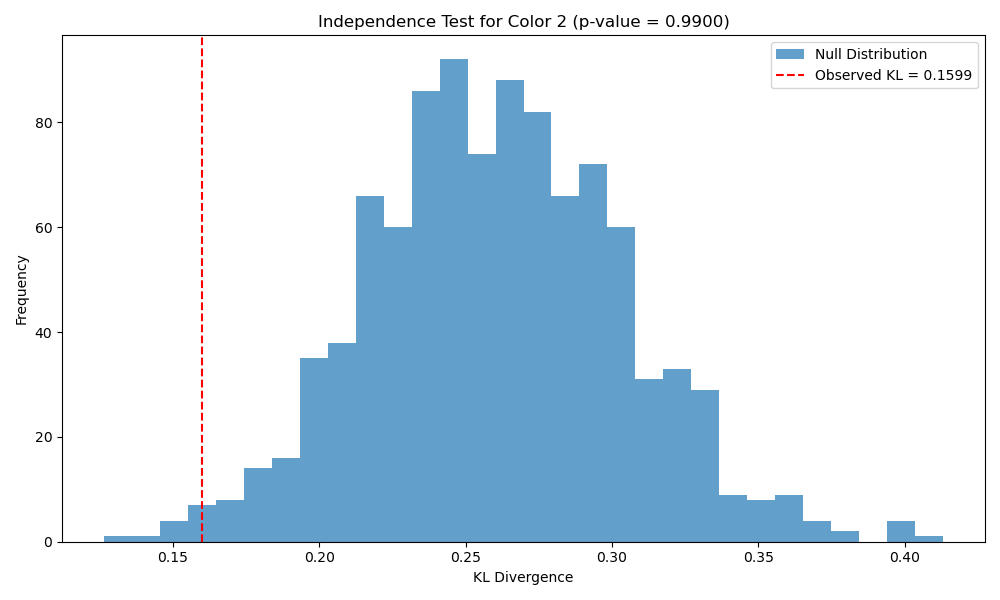 Independence Test for Color 2 (p-value = 0.9900)
Null Distribution
Observed KL = 0.1599
Frequency
80
60
40
20
0
0.15 0.20 0.25 0.30 0.35 0.40
KL Divergence